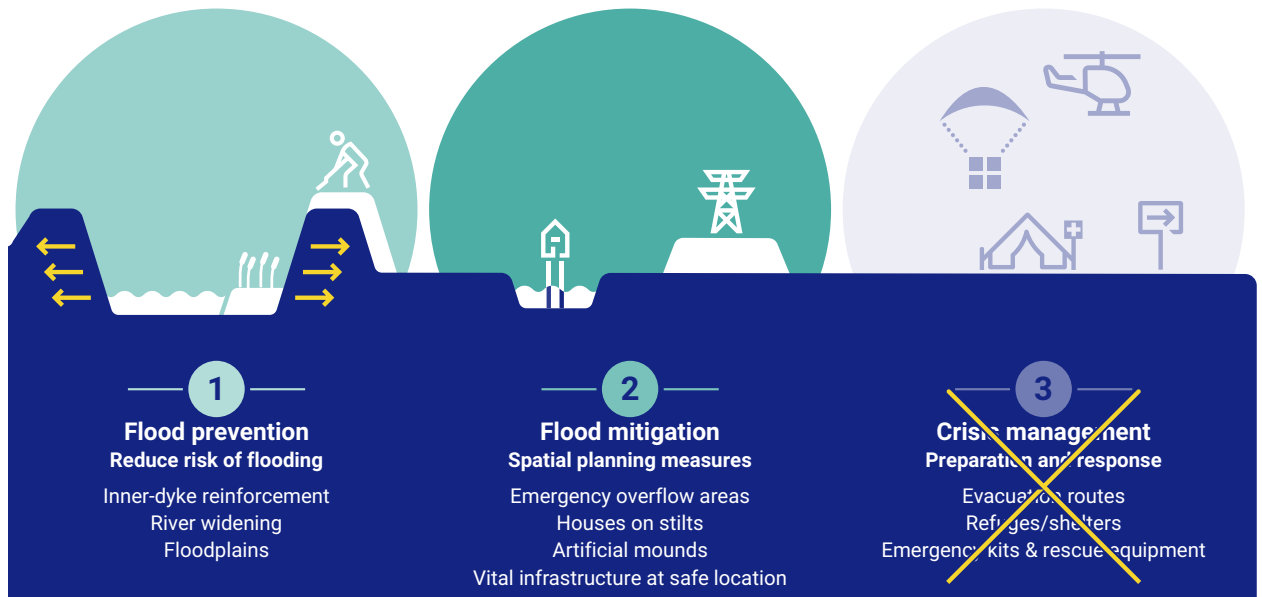 1
Flood prevention
Reduce risk of flooding
Inner-dyke reinforcement
River widening
Floodplains
2
Flood mitigation
Spatial planning measures
Emergency overflow areas
Houses on stilts
Artificial mounds
Vital infrastructure at safe location
3
Crisis management
Preparation and response
Evacuation routes
Refuges/shelters
Emergency kits & rescue equipment